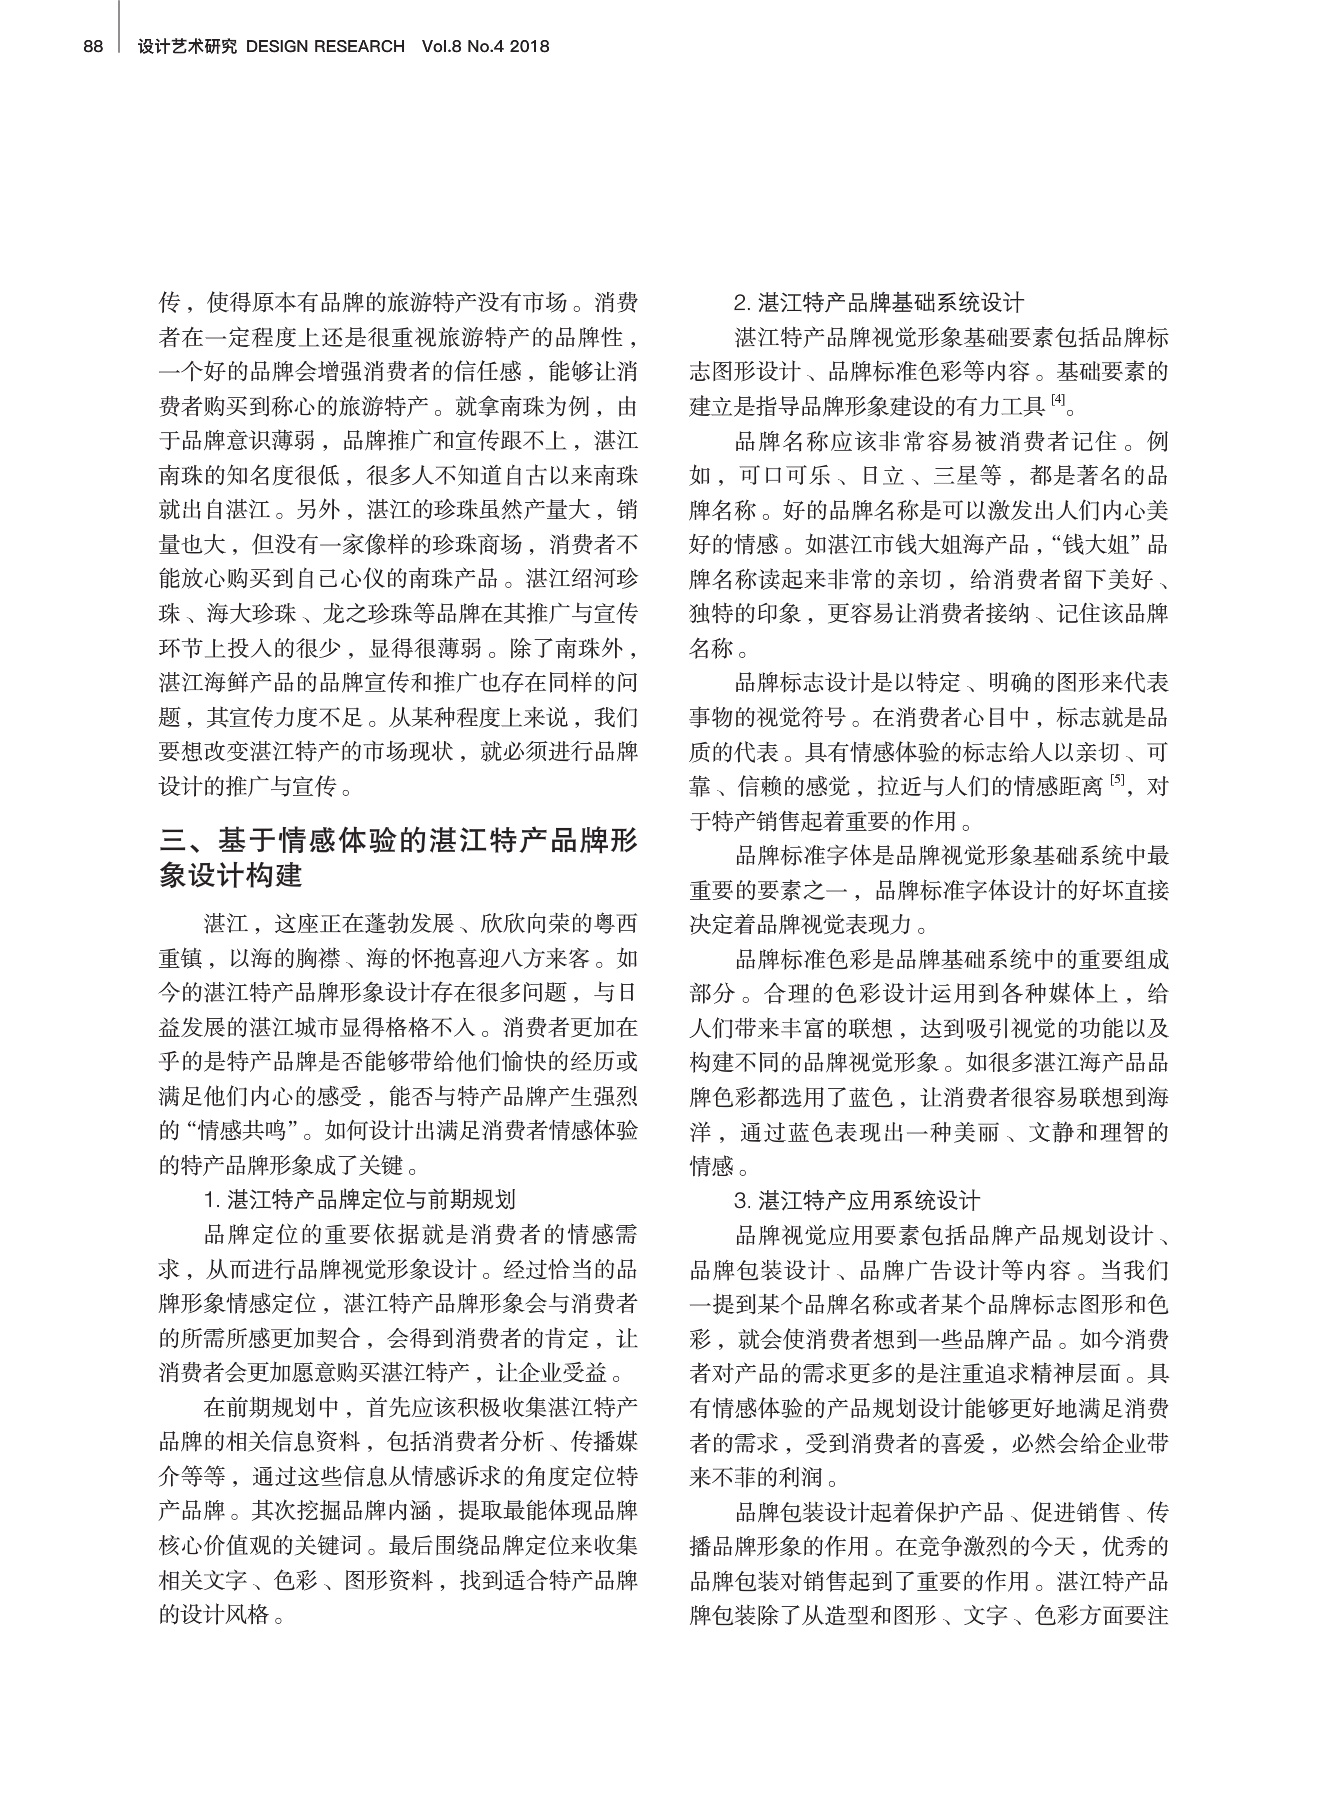 88 设计艺术研究 DESIGN RESEARCH Vol.8 No.4 2018
传，使得原本有品牌的旅游特产没有市场。消费
者在一定程度上还是很重视旅游特产的品牌性，
一个好的品牌会增强消费者的信任感，能够让消
费者购买到称心的旅游特产。就拿南珠为例，由
于品牌意识薄弱，品牌推广和宣传跟不上，湛江
南珠的知名度很低，很多人不知道自古以来南珠
就出自湛江。另外，湛江的珍珠虽然产量大，销
量也大，但没有一家像样的珍珠商场，消费者不
能放心购买到自己心仪的南珠产品。湛江绍河珍
珠、海大珍珠、龙之珍珠等品牌在其推广与宣传
环节上投入的很少，显得很薄弱。除了南珠外，
湛江海鲜产品的品牌宣传和推广也存在同样的问
题，其宣传力度不足。从某种程度上来说，我们
要想改变湛江特产的市场现状，就必须进行品牌
设计的推广与宣传。
三、基于情感体验的湛江特产品牌形
象设计构建
湛江，这座正在蓬勃发展、欣欣向荣的粤西
重镇，以海的胸襟、海的怀抱喜迎八方来客。如
今的湛江特产品牌形象设计存在很多问题，与日
益发展的湛江城市显得格格不入。消费者更加在
乎的是特产品牌是否能够带给他们愉快的经历或
满足他们内心的感受，能否与特产品牌产生强烈
的“情感共鸣”。如何设计出满足消费者情感体验
的特产品牌形象成了关键。
1. 湛江特产品牌定位与前期规划
品牌定位的重要依据就是消费者的情感需
求，从而进行品牌视觉形象设计。经过恰当的品
牌形象情感定位，湛江特产品牌形象会与消费者
的所需所感更加契合，会得到消费者的肯定，让
消费者会更加愿意购买湛江特产，让企业受益。
在前期规划中，首先应该积极收集湛江特产
品牌的相关信息资料，包括消费者分析、传播媒
介等等，通过这些信息从情感诉求的角度定位特
产品牌。其次挖掘品牌内涵，提取最能体现品牌
核心价值观的关键词。最后围绕品牌定位来收集
相关文字、色彩、图形资料，找到适合特产品牌
的设计风格。
2. 湛江特产品牌基础系统设计
湛江特产品牌视觉形象基础要素包括品牌标
志图形设计、品牌标准色彩等内容。基础要素的
建立是指导品牌形象建设的有力工具[4]。
品牌名称应该非常容易被消费者记住。例
如，可口可乐、日立、三星等，都是著名的品
牌名称。好的品牌名称是可以激发出人们内心美
好的情感。如湛江市钱大姐海产品，“钱大姐”品
牌名称读起来非常的亲切，给消费者留下美好、
独特的印象，更容易让消费者接纳、记住该品牌
名称。
品牌标志设计是以特定、明确的图形来代表
事物的视觉符号。在消费者心目中，标志就是品
质的代表。具有情感体验的标志给人以亲切、可
靠、信赖的感觉，拉近与人们的情感距离[5]，对
于特产销售起着重要的作用。
品牌标准字体是品牌视觉形象基础系统中最
重要的要素之一，品牌标准字体设计的好坏直接
决定着品牌视觉表现力。
品牌标准色彩是品牌基础系统中的重要组成
部分。合理的色彩设计运用到各种媒体上，给
人们带来丰富的联想，达到吸引视觉的功能以及
构建不同的品牌视觉形象。如很多湛江海产品品
牌色彩都选用了蓝色，让消费者很容易联想到海
洋，通过蓝色表现出一种美丽、文静和理智的
情感。
3. 湛江特产应用系统设计
品牌视觉应用要素包括品牌产品规划设计、
品牌包装设计、品牌广告设计等内容。当我们
一提到某个品牌名称或者某个品牌标志图形和色
彩，就会使消费者想到一些品牌产品。如今消费
者对产品的需求更多的是注重追求精神层面。具
有情感体验的产品规划设计能够更好地满足消费
者的需求，受到消费者的喜爱，必然会给企业带
来不菲的利润。
品牌包装设计起着保护产品、促进销售、传
播品牌形象的作用。在竞争激烈的今天，优秀的
品牌包装对销售起到了重要的作用。湛江特产品
牌包装除了从造型和图形、文字、色彩方面要注